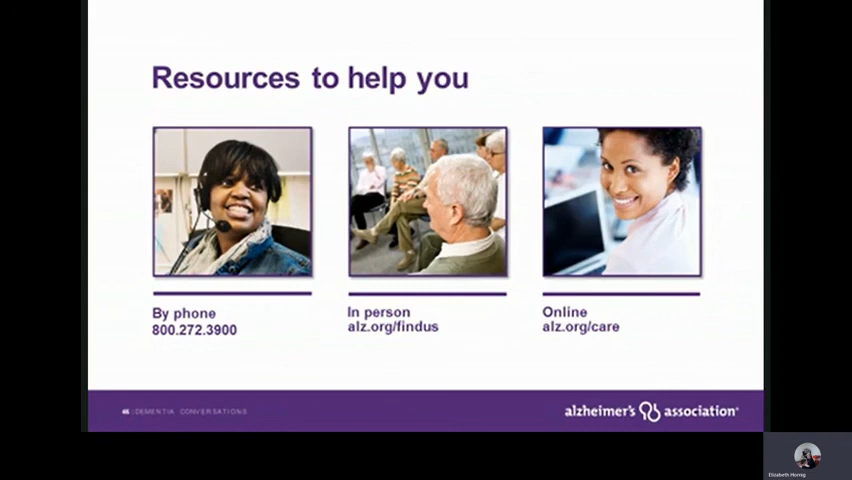 Resources to help you
By phone
800.272.3900
In person
alz.org/findus
Online
alz.org/care
46 | DEMENTIA CONVERSATIONS
alzheimer's association®
Elizabeth Hornig